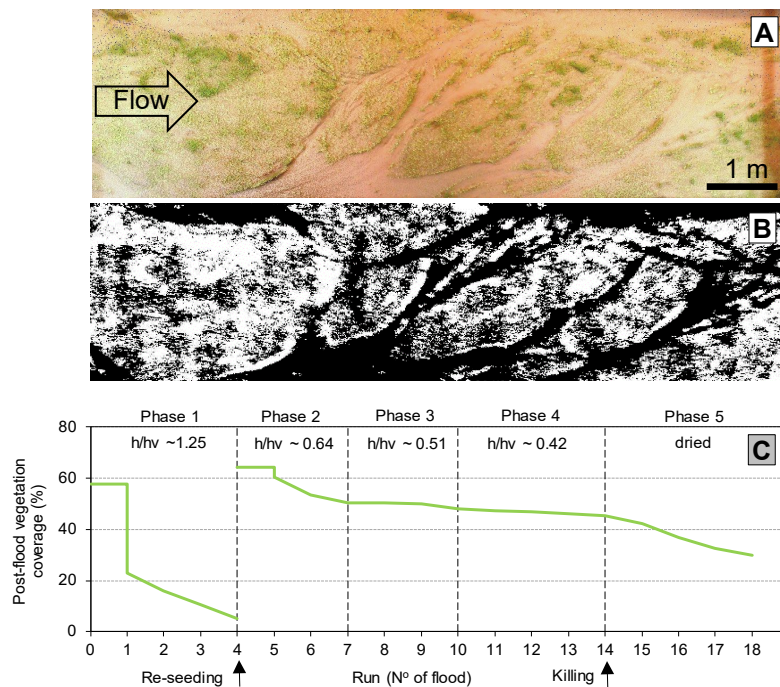 A
Flow
1 m
B
Phase 1 Phase 2 Phase 3 Phase 4 Phase 5
h/hv ~1.25 h/hv ~ 0.64 h/hv ~ 0.51 h/hv ~ 0.42 dried
C
Post-flood vegetation
coverage (%)
80
60
40
20
0
0 1 2 3 4 5 6 7 8 9 10 11 12 13 14 15 16 17 18
Re-seeding Run (Nº of flood) Killing